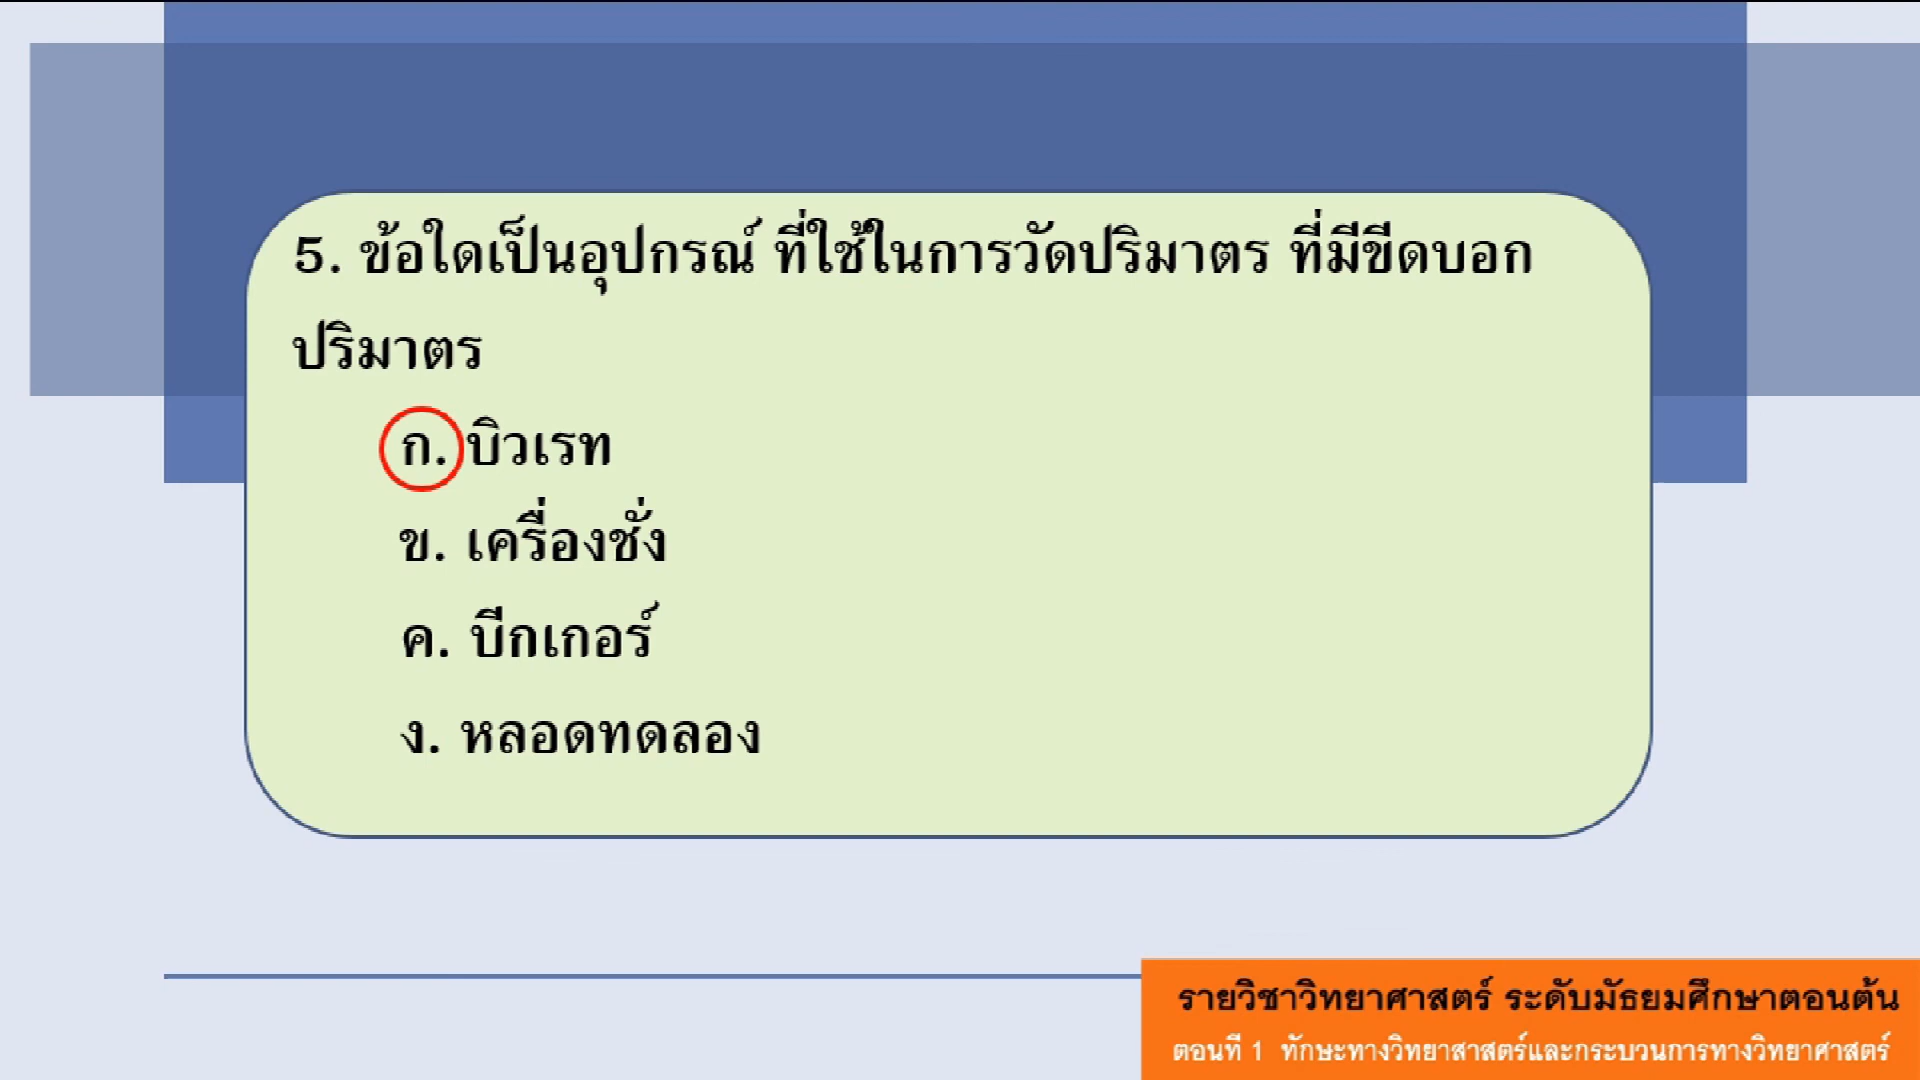 5. ข้อใดเป็นอุปกรณ์ ที่ใช้ในการวัดปริมาตร ที่มีขีดบอก
ปริมาตร
ก. บิวเรท
ข. เครื่องชั่ง
ค. บีกเกอร์
ง. หลอดทดลอง
รายวิชาวิทยาศาสตร์ ระดับมัธยมศึกษาตอนต้น
ตอนที่ 1 ทักษะทางวิทยาสาสตร์และกระบวนการทางวิทยาศาสตร์